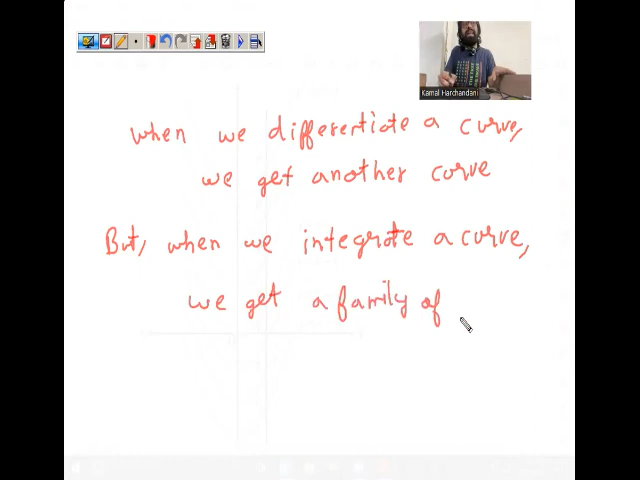 Kamal Harchandani
when we differentiate a curve,
we get another curve
But, when we integrate a curve,
we get a family of